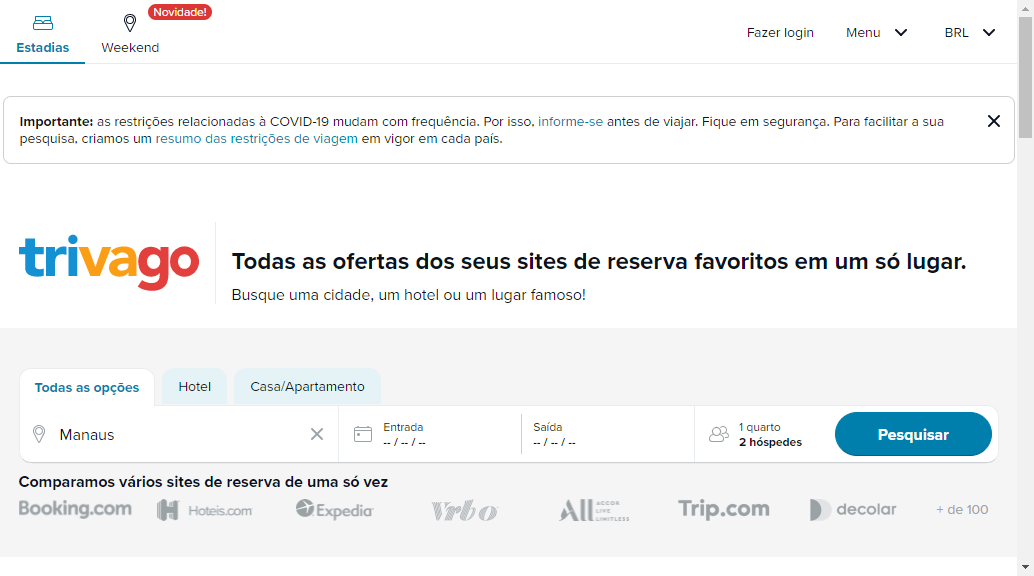 Novidade!
Estadias
Weekend
Fazer login
Menu
BRL
Importante: as restrições relacionadas à COVID-19 mudam com frequência. Por isso, informe-se antes de viajar. Fique em segurança. Para facilitar a sua
pesquisa, criamos um resumo das restrições de viagem em vigor em cada país.
trivago
Todas as ofertas dos seus sites de reserva favoritos em um só lugar.
Busque uma cidade, um hotel ou um lugar famoso!
Todas as opções
Hotel
Casa/Apartamento
Manaus
Entrada
-- / -- / --
Saída
-- / -- / --
1 quarto
2 hóspedes
Pesquisar
Comparamos vários sites de reserva de uma só vez
Booking.com
H Hoteis.com
Expedia
Vrbo
ALL ACCOR
LIVE
LIMITLESS
Trip.com
decolar
+ de 100